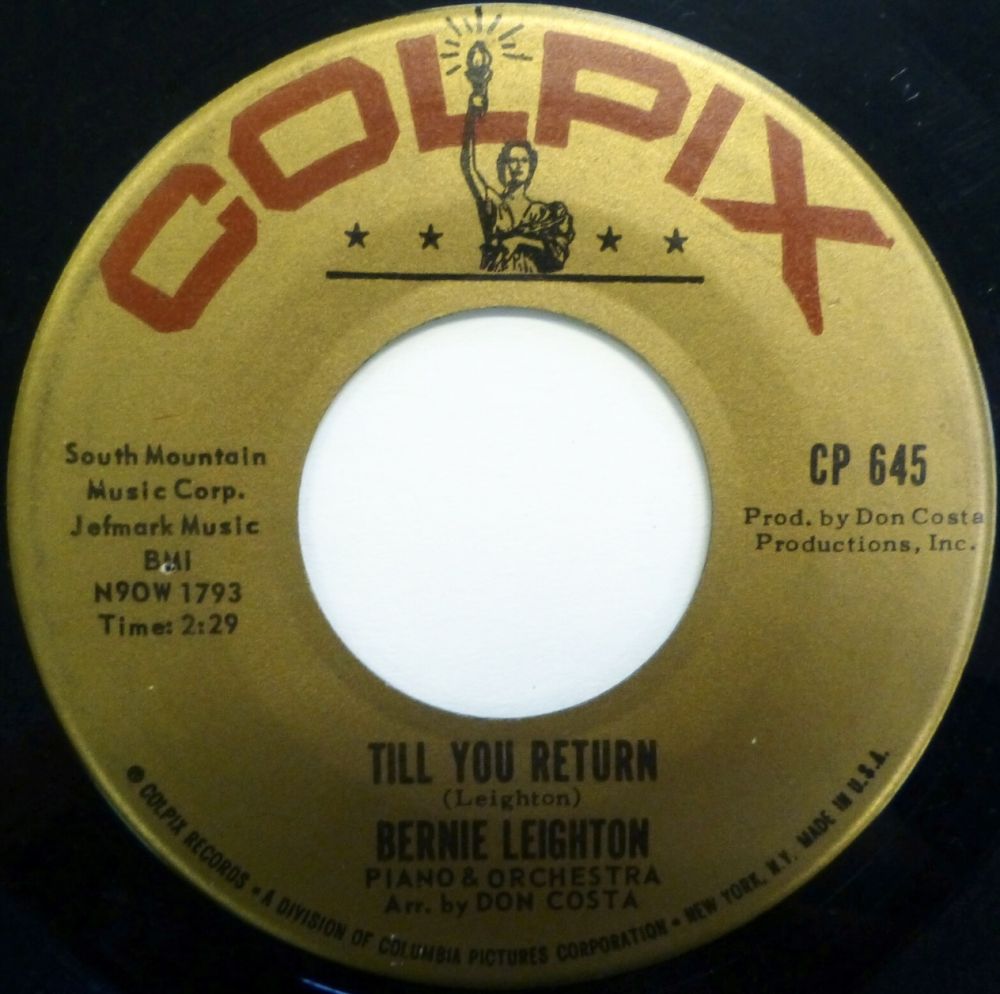 COLPIX
South Mountain
Music Corp.
Jefmark Music
BMI
N9OW 1793
Time: 2:29
CP 645
Prod. by Don Costa
Productions, Inc.
TILL YOU RETURN
(Leighton)
BERNIE LEIGHTON
PIANO & ORCHESTRA
Arr. by DON COSTA
® COLPIX RECORDS • A DIVISION OF COLUMBIA PICTURES CORPORATION • NEW YORK, N.Y. MADE IN U.S.A.